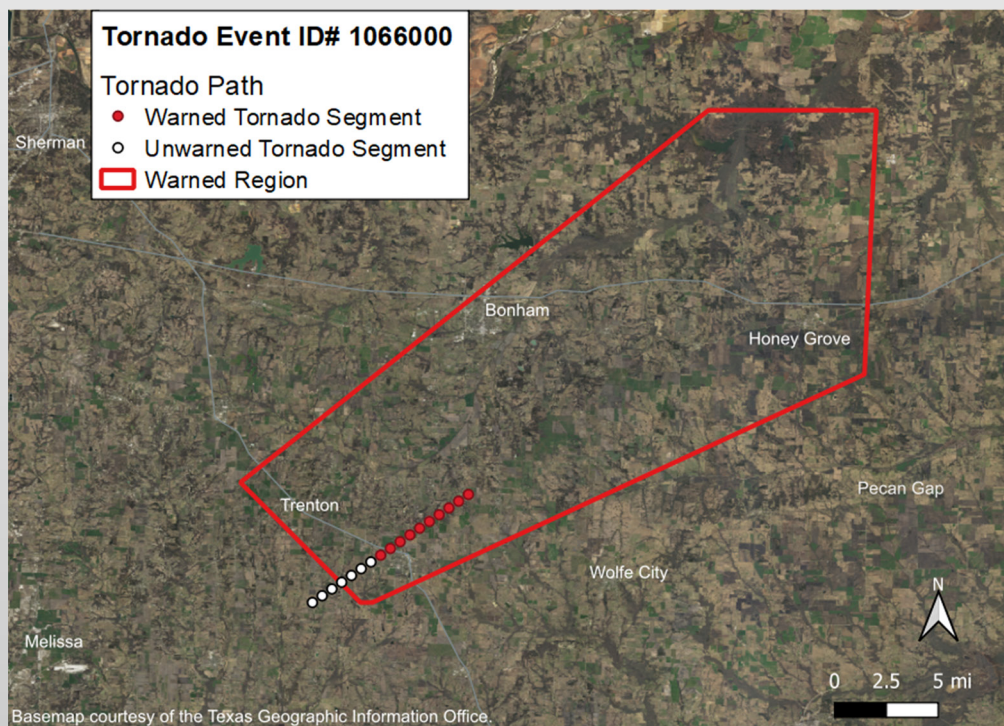 Tornado Event ID# 1066000
Tornado Path
Warned Tornado Segment
Unwarned Tornado Segment
Warned Region
Sherman
Bonham
Honey Grove
Trenton
Pecan Gap
Wolfe City
N
Melissa
0 2.5 5 mi
Basemap courtesy of the Texas Geographic Information Office.